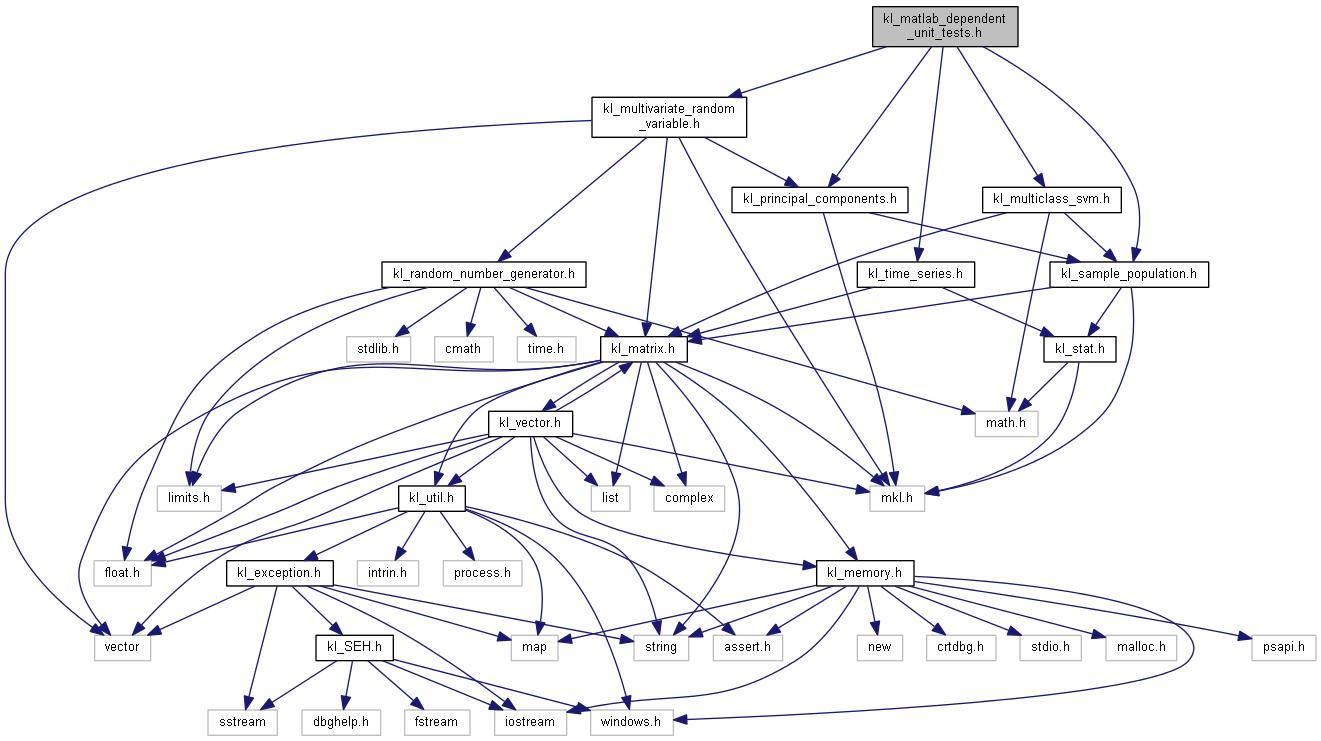 kl_matlab_dependent
_unit_tests.h
kl_multivariate_random
_variable.h
kl_principal_components.h
kl_multiclass_svm.h
kl_random_number_generator.h
kl_time_series.h
kl_sample_population.h
stdlib.h
cmath
time.h
kl_matrix.h
kl_stat.h
kl_vector.h
math.h
limits.h
kl_util.h
list
complex
mkl.h
float.h
kl_exception.h
intrin.h
process.h
kl_memory.h
vector
kl_SEH.h
map
string
assert.h
new
crtdbg.h
stdio.h
malloc.h
psapi.h
sstream
dbghelp.h
fstream
iostream
windows.h